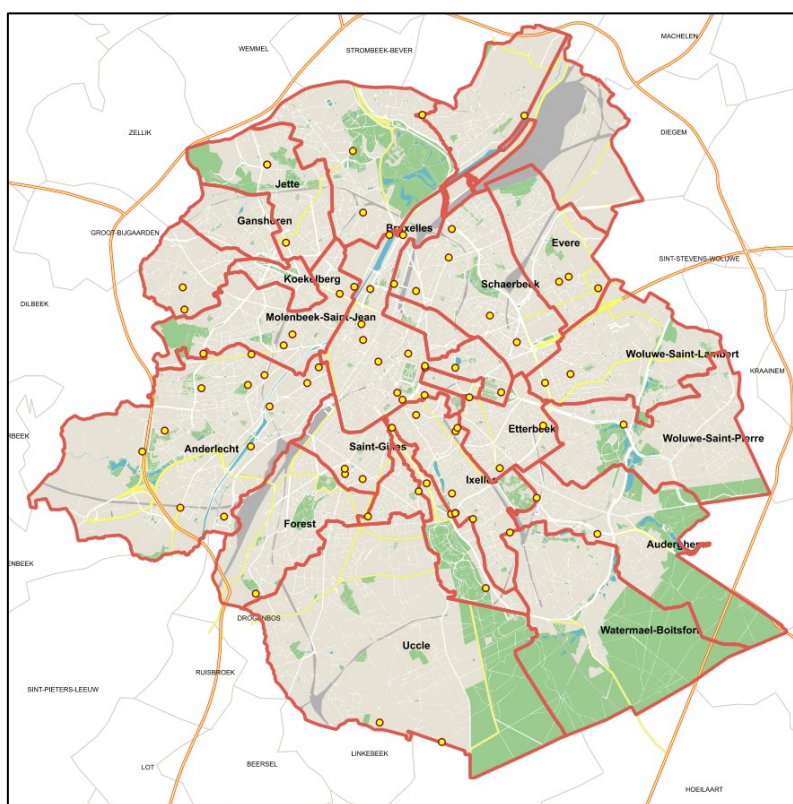 MACHELEN
WEMMEL
STROMBEEK-BEVER
ZELLIK
DIEGEM
Jette
Ganshoren
Bruxelles
GROOT-BIJGAARDEN
Evere
SINT-STEVENS-WOLUWE
Koekelberg
Schaerbeek
DILBEEK
Molenbeek-Saint-Jean
Woluwe-Saint-Lambert
KRAAINEM
Etterbeek
ERBEEK
Woluwe-Saint-Pierre
Anderlecht
Saint-Gilles
Ixelles
Forest
Auderghem
ENBEEK
DROGENBOS
Watermael-Boitsfort
Uccle
RUISBROEK
SINT-PIETERS-LEEUW
LINKEBEEK
LOT
BEERSEL
HOEILAART